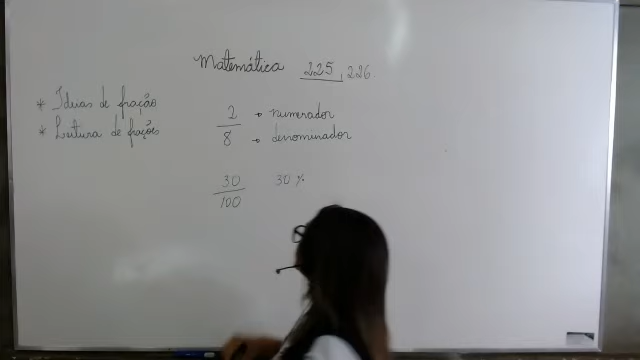 Matemática 225, 226.
* Ideias de fração
* Leitura de frações
2 → numerador
8 → denominador
30
100
30 %